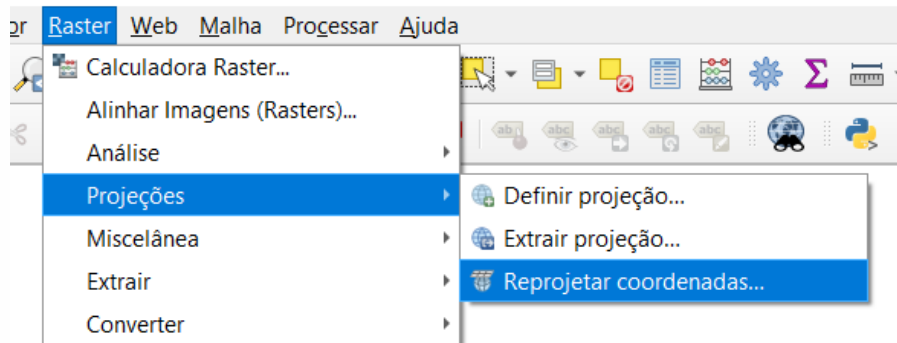 or Raster Web Malha Processar Ajuda
Calculadora Raster...
Alinhar Imagens (Rasters)...
Análise
Projeções
Definir projeção...
Miscelânea
Extrair projeção...
Extrair
Reprojetar coordenadas...
Converter